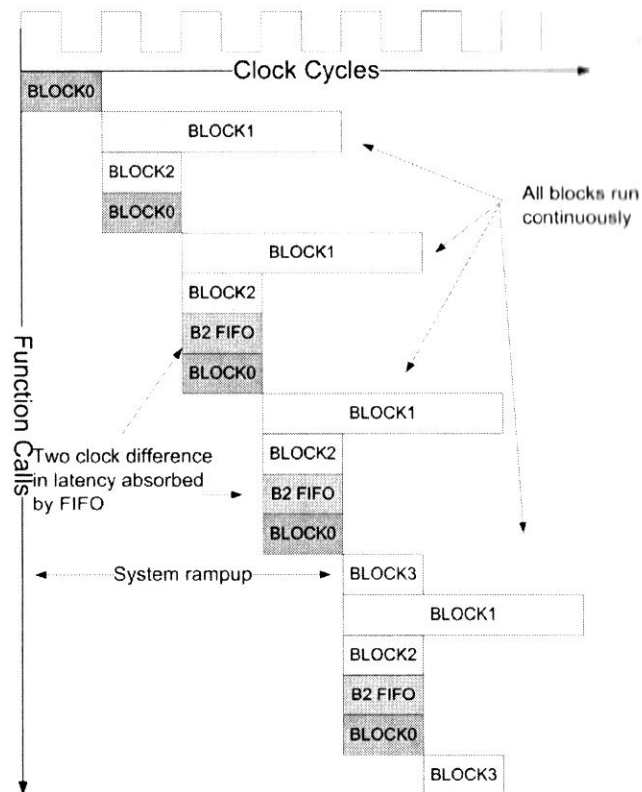 Clock Cycles
BLOCK0
BLOCK1
BLOCK2
BLOCK0
All blocks run
continuously
BLOCK1
BLOCK2
B2 FIFO
BLOCK0
Function Calls
BLOCK1
Two clock difference
in latency absorbed
by FIFO
BLOCK2
B2 FIFO
BLOCK0
System rampup
BLOCK3
BLOCK1
BLOCK2
B2 FIFO
BLOCK0
BLOCK3